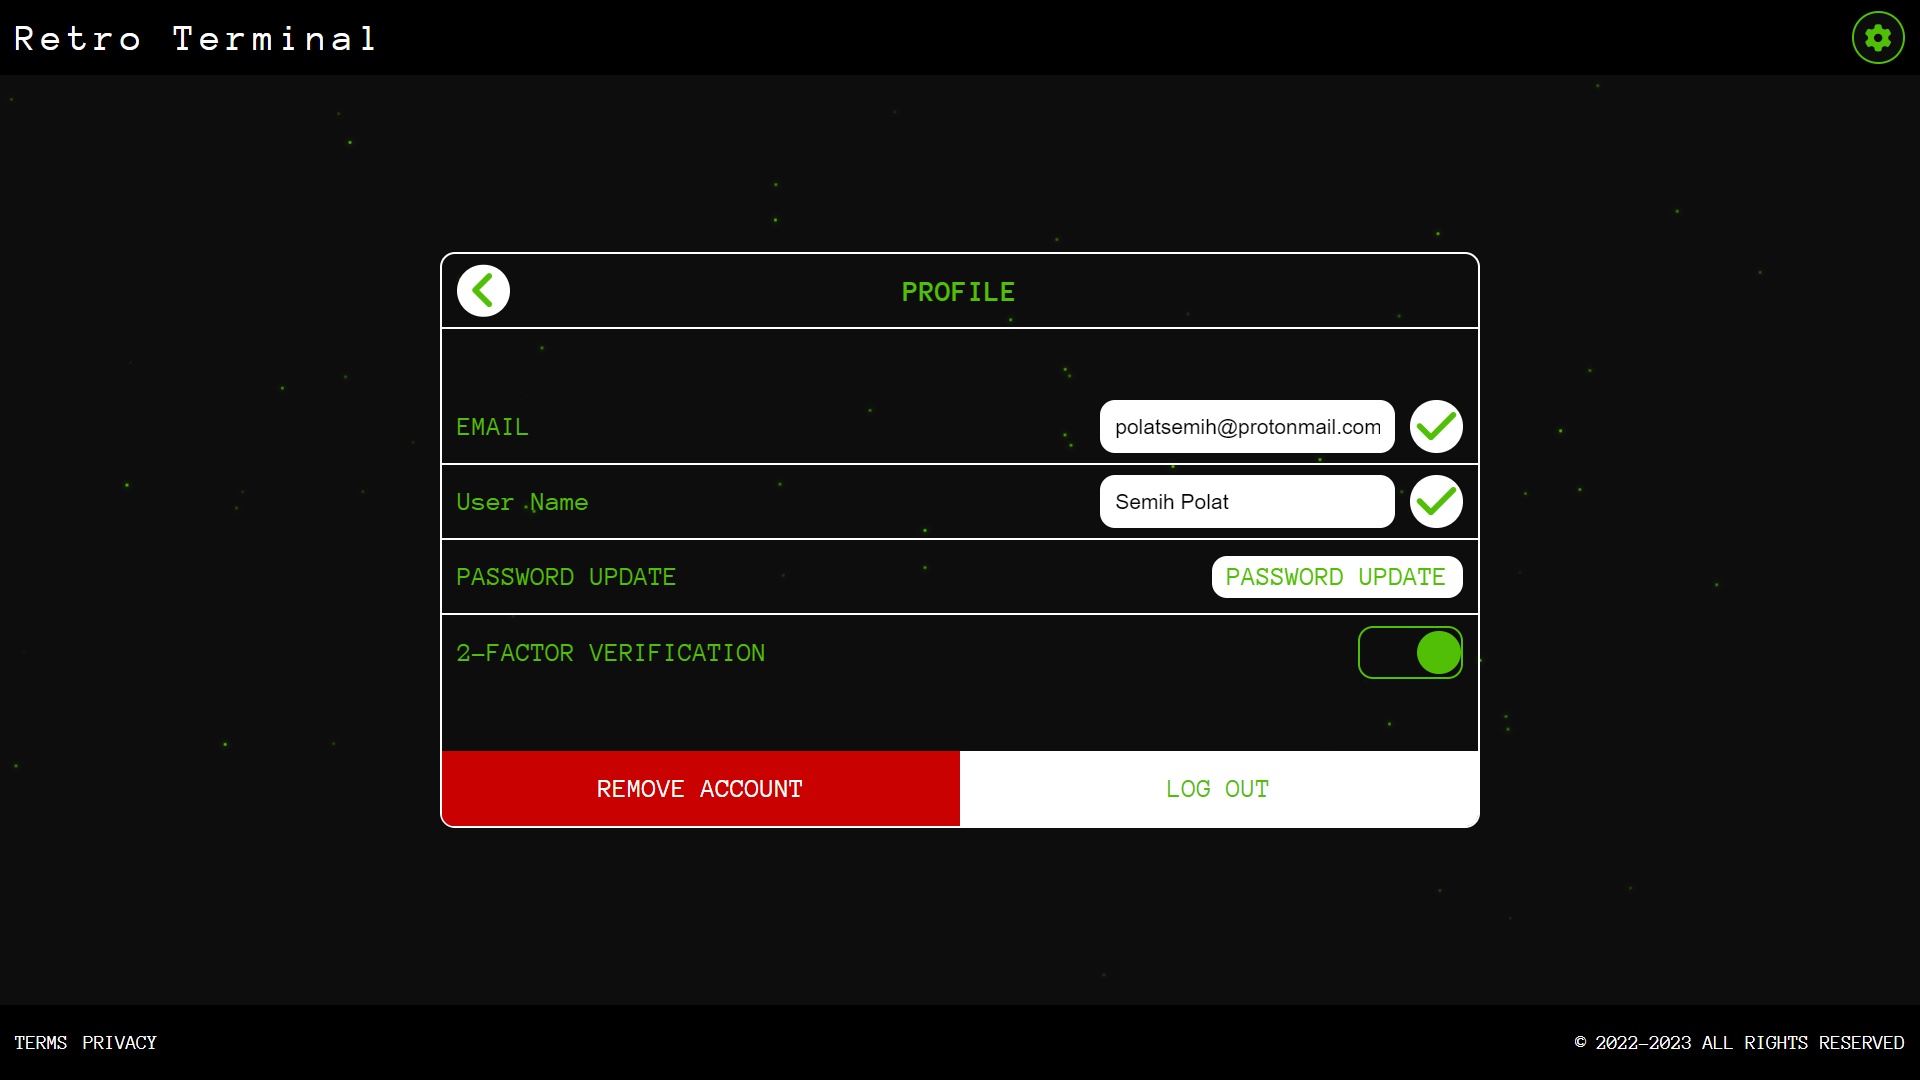 Retro Terminal
PROFILE
EMAIL polatsemih@protonmail.com
User Name Semih Polat
PASSWORD UPDATE PASSWORD UPDATE
2-FACTOR VERIFICATION
REMOVE ACCOUNT LOG OUT
TERMS PRIVACY © 2022-2023 ALL RIGHTS RESERVED